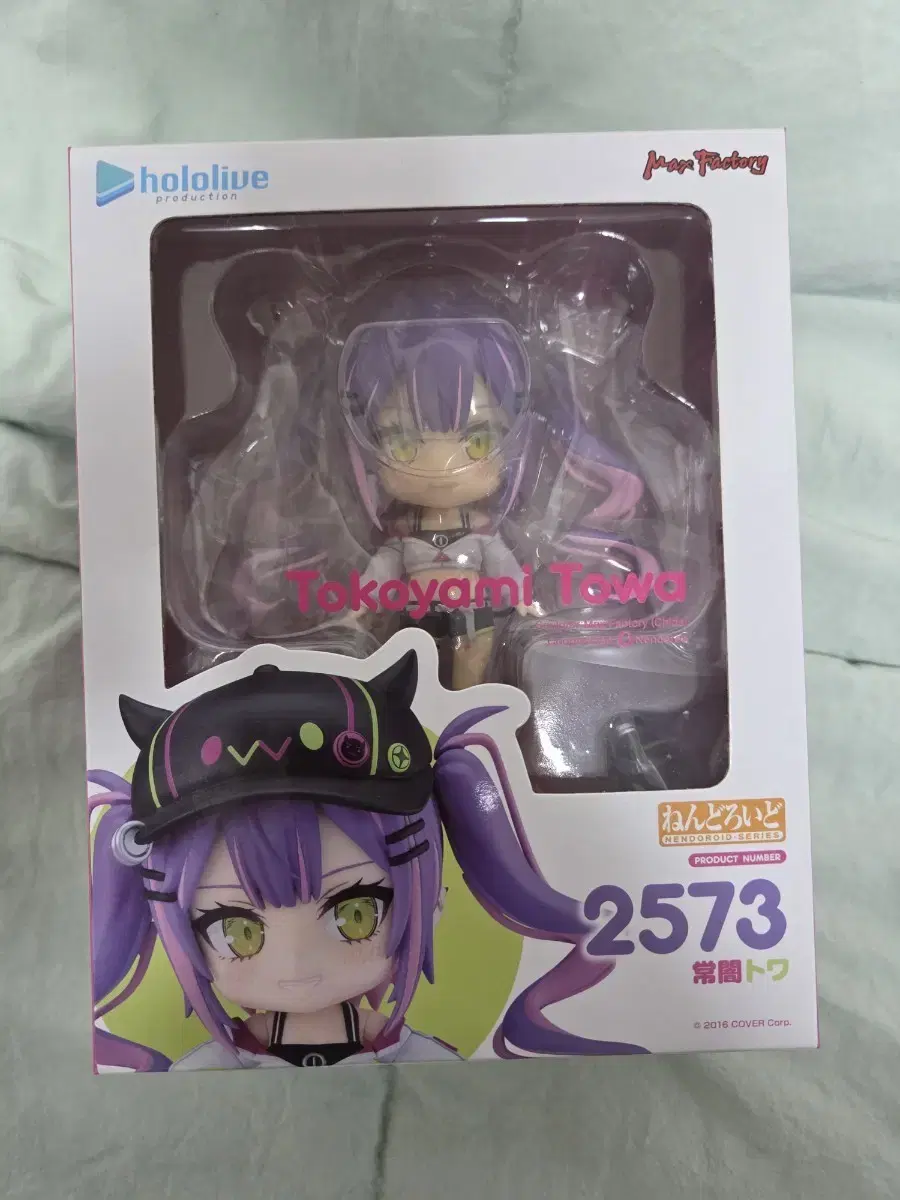 hololive
production
Max Factory
Tokoyami Towa
ねんどろいど
NENDOROID-SERIES
PRODUCT NUMBER
2573
常闇トワ
© 2016 COVER Corp.